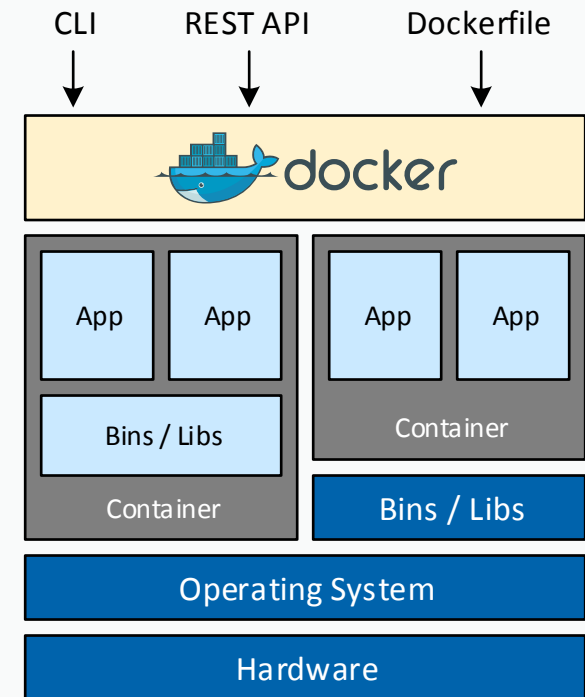 CLI
REST API
Dockerfile
docker
App
App
Bins / Libs
Container
App
App
Container
Bins / Libs
Operating System
Hardware